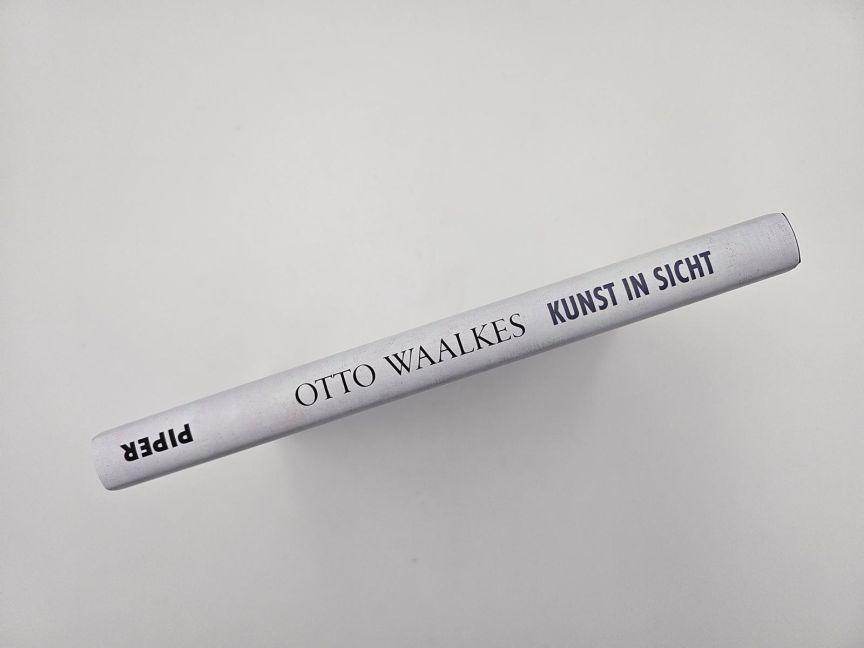 OTTO WAALKES KUNST IN SICHT
PIPER